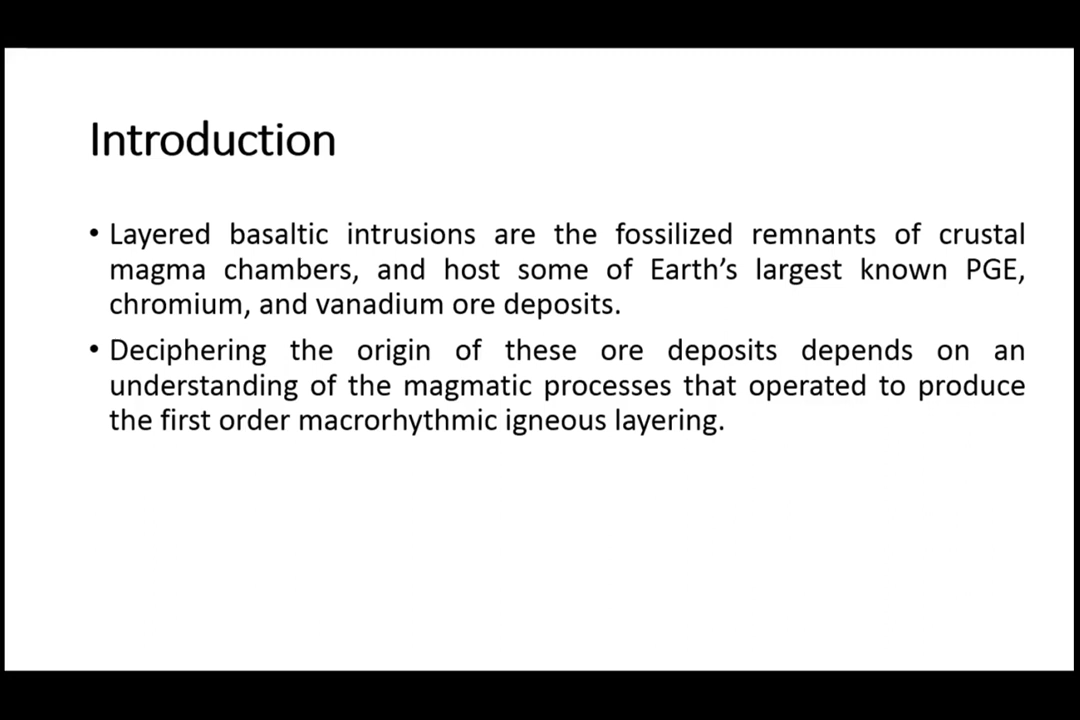 Introduction
• Layered basaltic intrusions are the fossilized remnants of crustal
magma chambers, and host some of Earth’s largest known PGE,
chromium, and vanadium ore deposits.
• Deciphering the origin of these ore deposits depends on an
understanding of the magmatic processes that operated to produce
the first order macrorhythmic igneous layering.